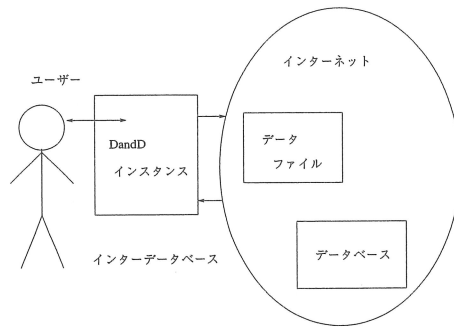 インターネット
ユーザー
DandD
インスタンス
データ
ファイル
インターデータベース
データベース